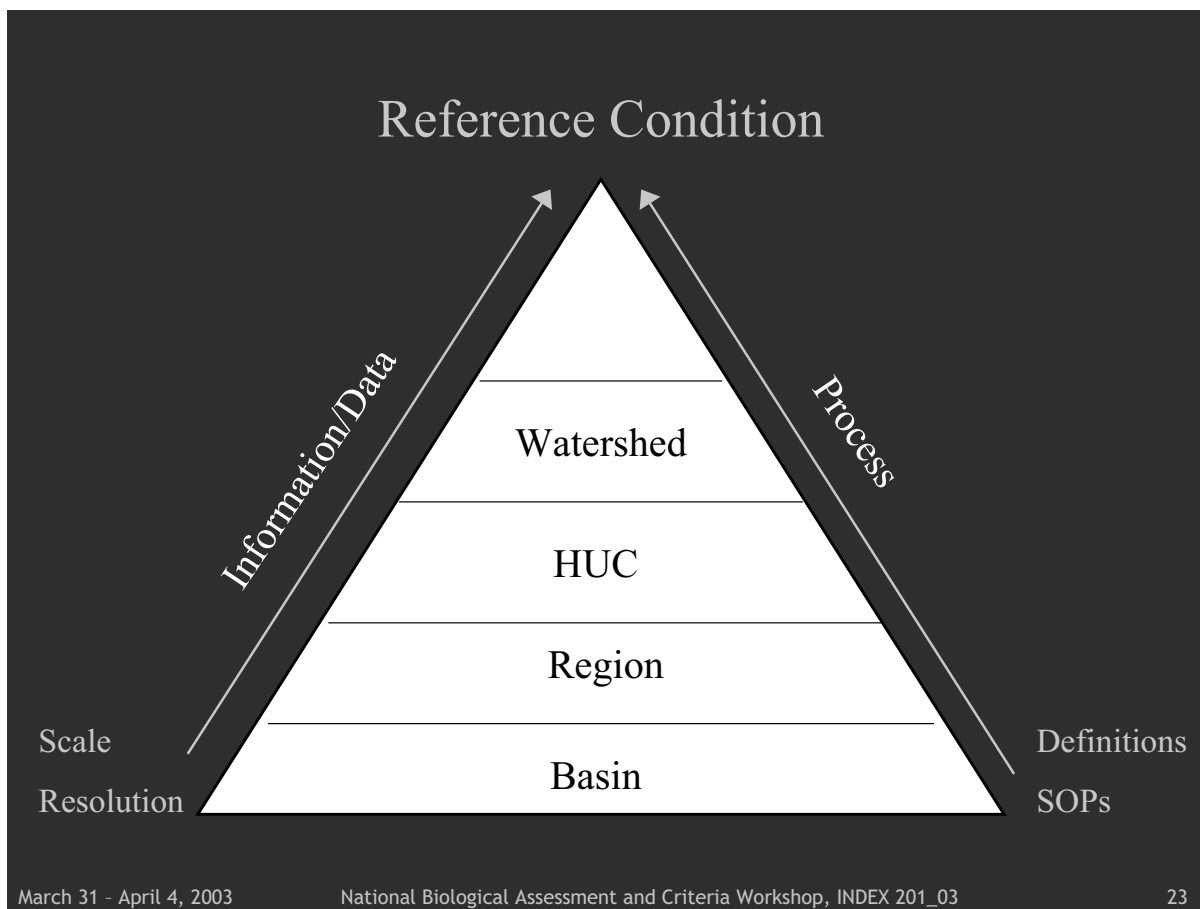 Reference Condition
Information/Data
Process
Watershed
HUC
Region
Basin
Scale
Resolution
Definitions
SOPs
March 31 – April 4, 2003
National Biological Assessment and Criteria Workshop, INDEX 201_03
23